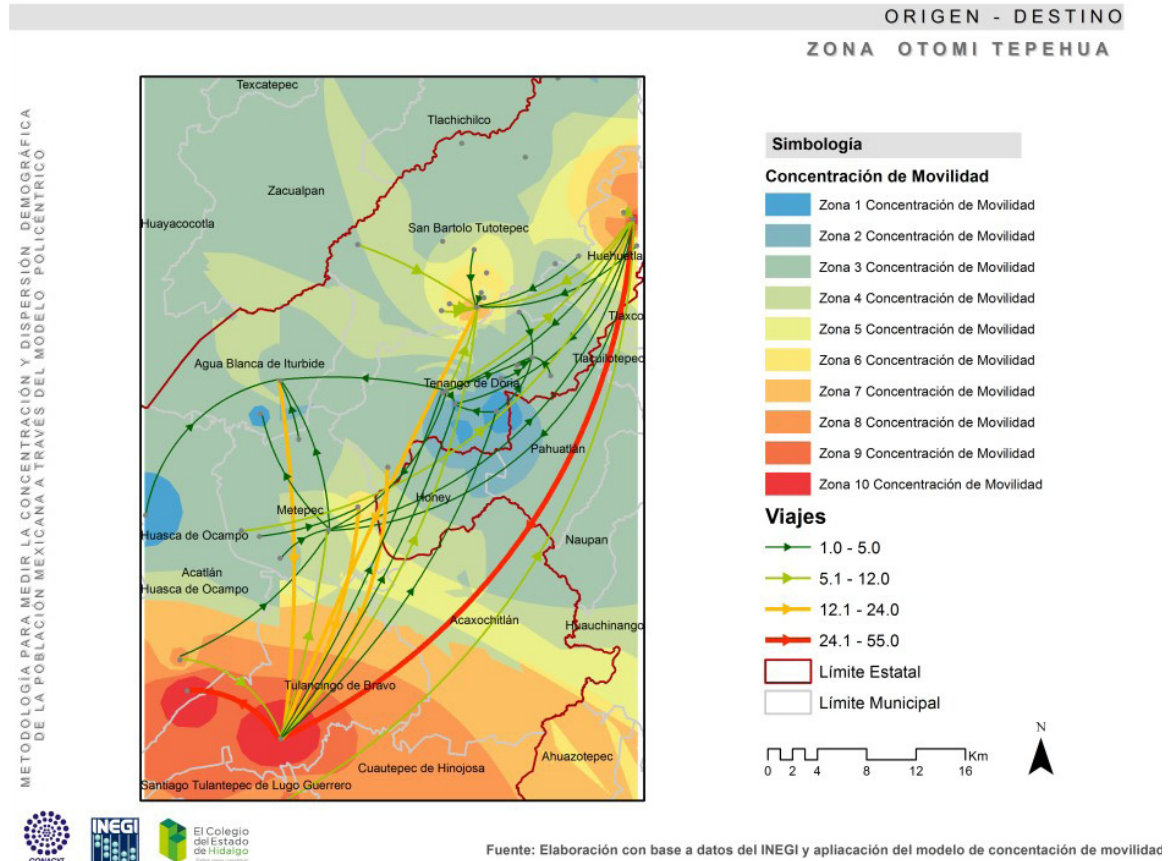 ORIGEN - DESTINO
ZONA OTOMI TEPEHUA
METODOLOGÍA PARA MEDIR LA CONCENTRACIÓN Y DISPERSIÓN DEMOGRÁFICA
DE LA POBLACIÓN MEXICANA A TRAVÉS DEL MODELO POLICÉNTRICO
Texcatepec
Tlachichilco
Zacualpan
Huayacocotla
San Bartolo Tutotepec
Huehuetla
Tlaxco
Tlacuilotepec
Agua Blanca de Iturbide
Tenango de Doria
Pahuatlán
Honey
Metepec
Huasca de Ocampo
Naupan
Acatlán
Huasca de Ocampo
Acaxochitlán
Huauchinango
Tulancingo de Bravo
Ahuazotepec
Cuautepec de Hinojosa
Santiago Tulantepec de Lugo Guerrero
Simbología
Concentración de Movilidad
Zona 1 Concentración de Movilidad
Zona 2 Concentración de Movilidad
Zona 3 Concentración de Movilidad
Zona 4 Concentración de Movilidad
Zona 5 Concentración de Movilidad
Zona 6 Concentración de Movilidad
Zona 7 Concentración de Movilidad
Zona 8 Concentración de Movilidad
Zona 9 Concentración de Movilidad
Zona 10 Concentración de Movilidad
Viajes
1.0 - 5.0
5.1 - 12.0
12.1 - 24.0
24.1 - 55.0
Límite Estatal
Límite Municipal
N
Km
0 2 4 8 12 16
CONACYT
INEGI
El Colegio
del Estado
de Hidalgo
Fuente: Elaboración con base a datos del INEGI y apliacación del modelo de concentación de movilidad